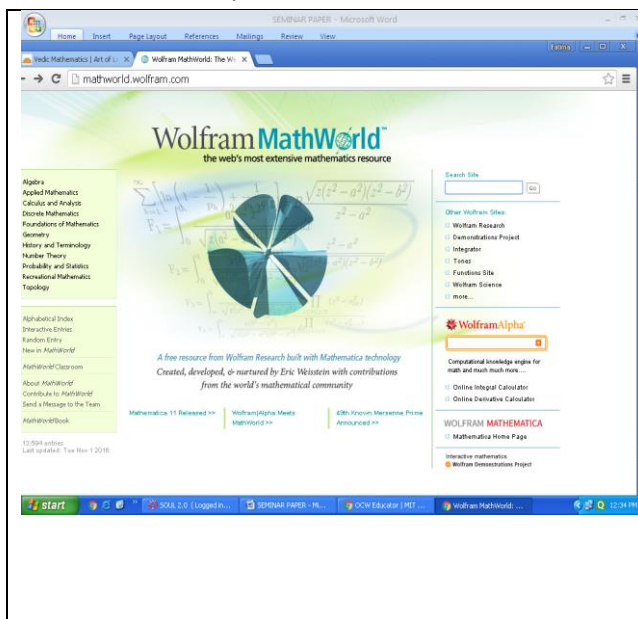 SEMINAR PAPER - Microsoft Word
Home Insert Page Layout References Mailings Review View
Vedic Mathematics | Art of Li
Wolfram MathWorld: The We
mathworld.wolfram.com
Wolfram MathWorld™
the web's most extensive mathematics resource
Algebra
Applied Mathematics
Calculus and Analysis
Discrete Mathematics
Foundations of Mathematics
Geometry
History and Terminology
Number Theory
Probability and Statistics
Recreational Mathematics
Topology
Alphabetical Index
Interactive Entries
Random Entry
New in MathWorld
MathWorld Classroom
About MathWorld
Contribute to MathWorld
Send a Message to the Team
MathWorld Book
13,594 entries
Last updated: Tue Nov 1 2016
A free resource from Wolfram Research built with Mathematica technology
Created, developed, & nurtured by Eric Weisstein with contributions
from the world's mathematical community
Mathematica 11 Released >>
Wolfram|Alpha Meets
MathWorld >>
49th Known Mersenne Prime
Announced >>
Search Site
Other Wolfram Sites:
Wolfram Research
Demonstrations Project
Integrator
Tones
Functions Site
Wolfram Science
more...
WolframAlpha
Computational knowledge engine for
math and much much more...
Online Integral Calculator
Online Derivative Calculator
WOLFRAM MATHEMATICA
Mathematica Home Page
Interactive mathematics
Wolfram Demonstrations Project
start
SOUL 2.0 (Logged in...
SEMINAR PAPER - Mi...
OCW Educator | MIT ...
Wolfram MathWorld: ...
12:34 PM